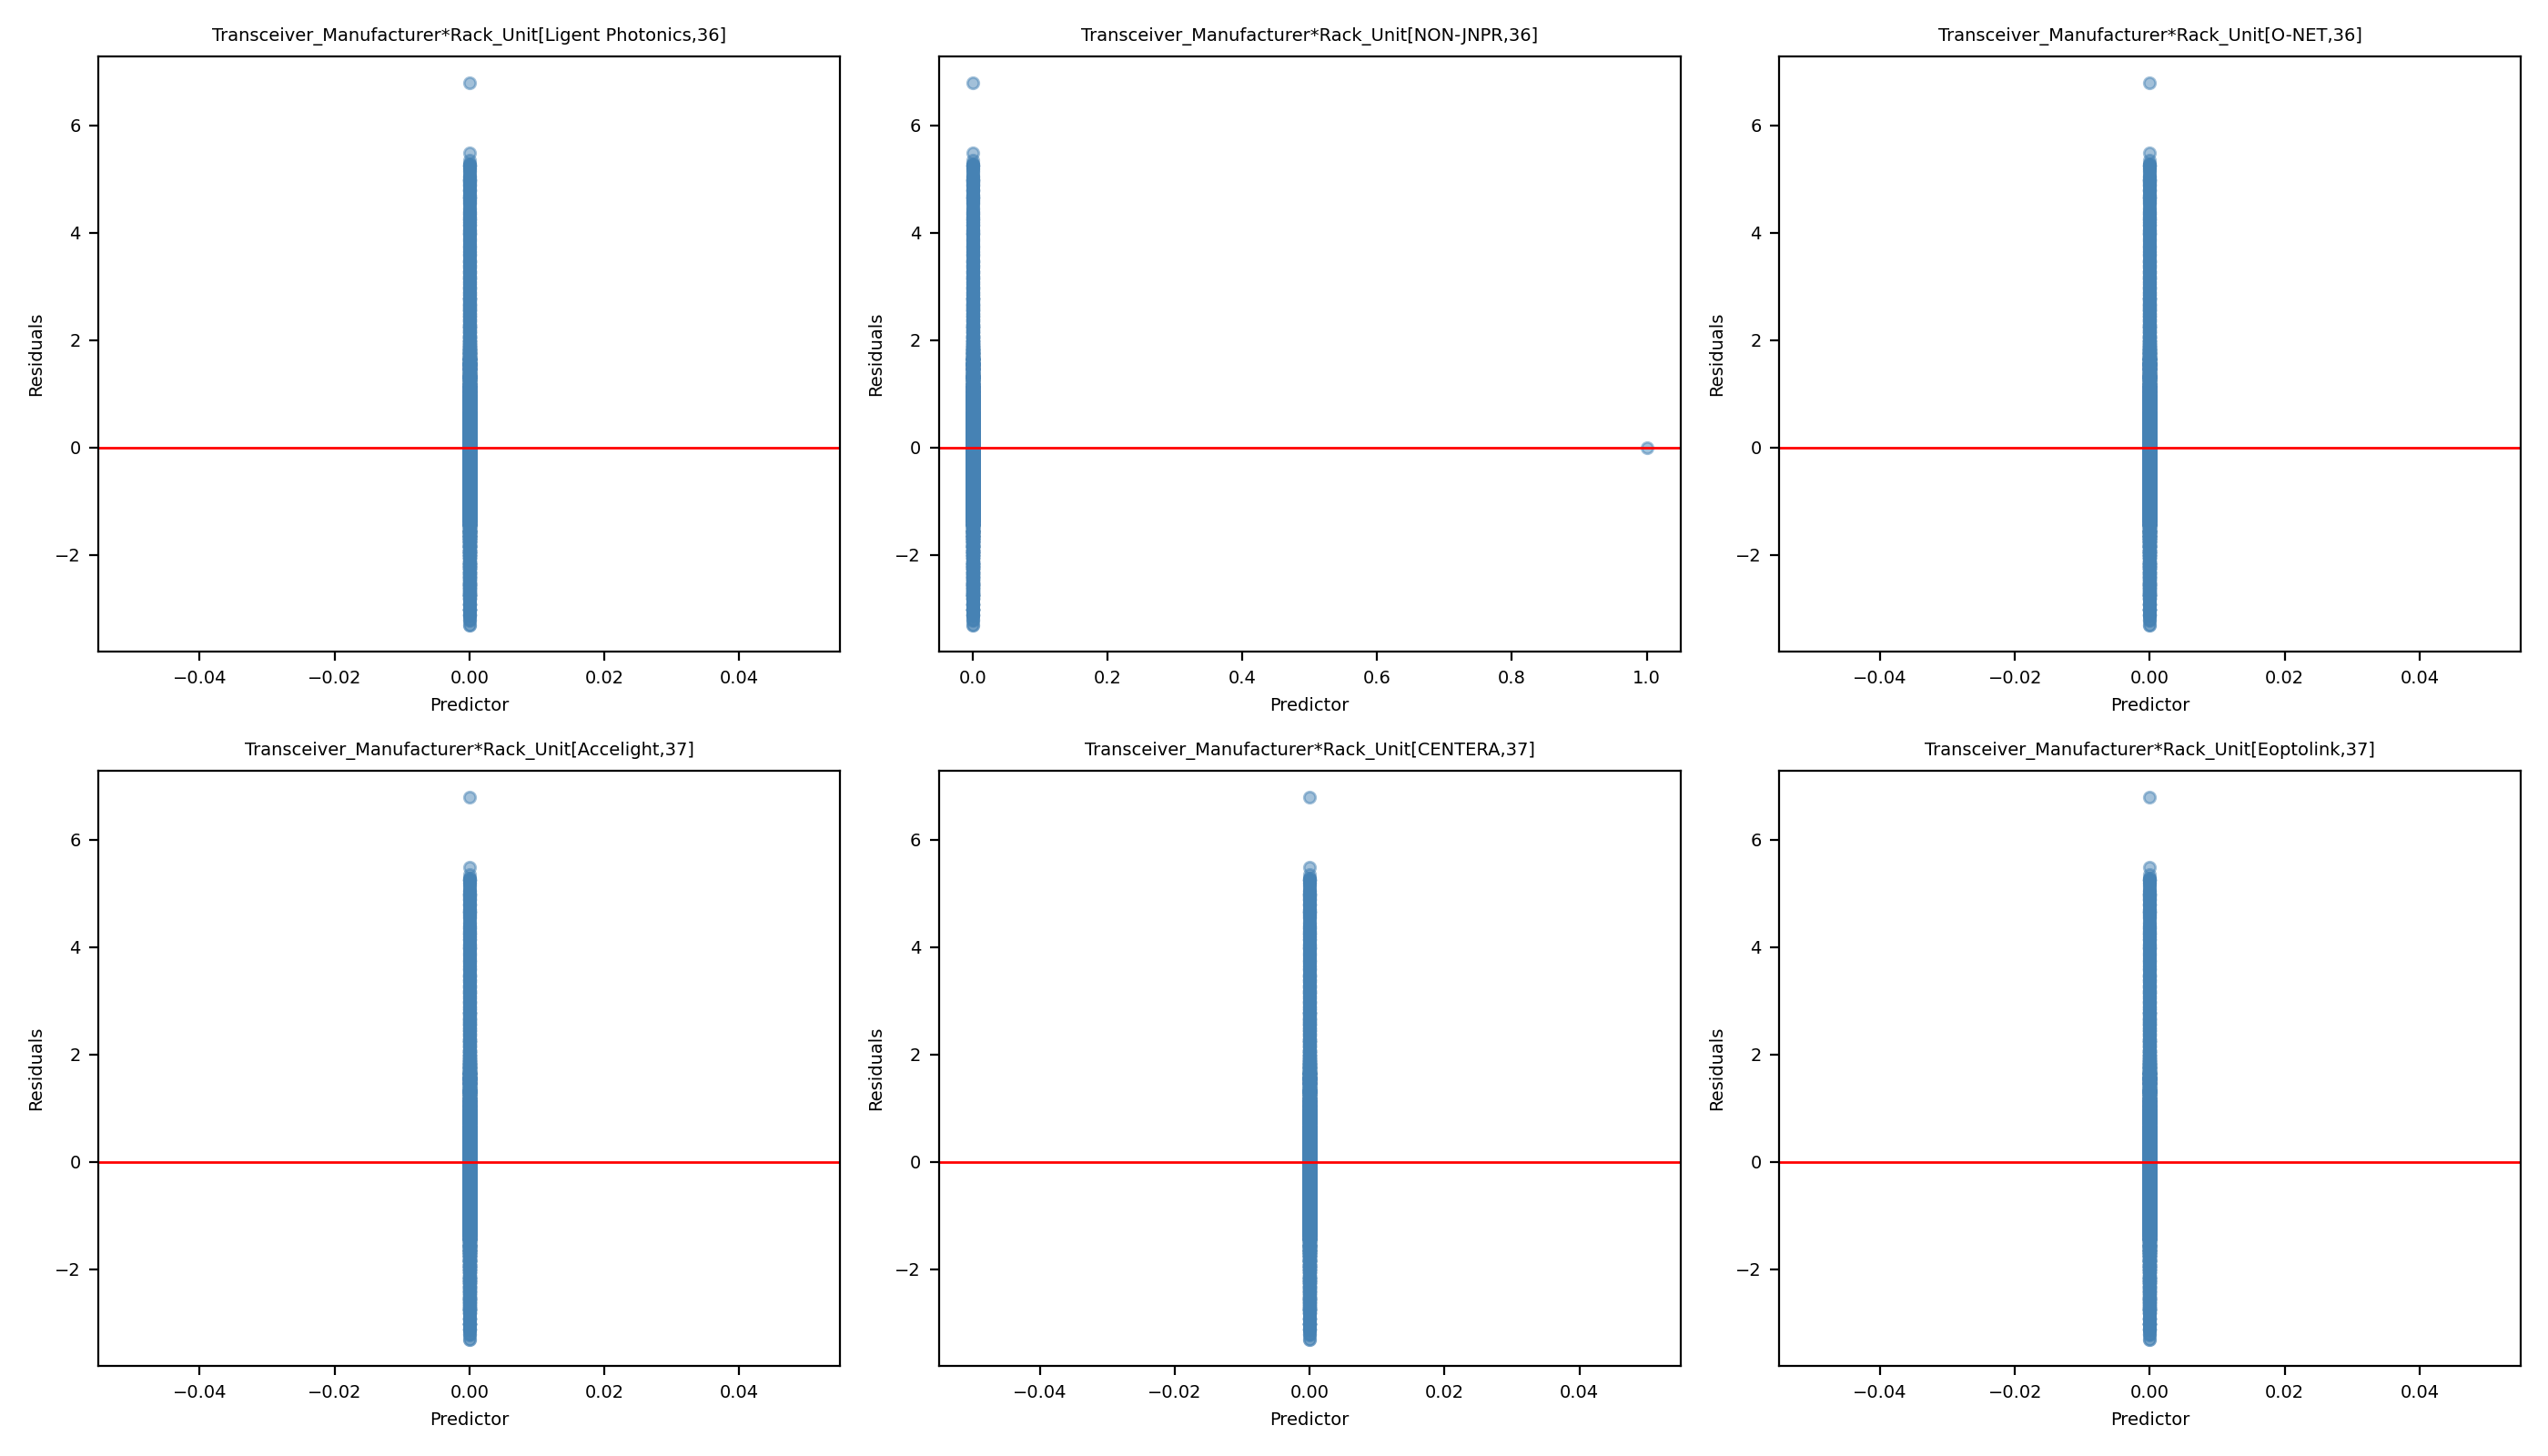 Transceiver_Manufacturer*Rack_Unit[Ligent Photonics,36]
6
4
2
0
−2
Residuals
−0.04 −0.02 0.00 0.02 0.04
Predictor
Transceiver_Manufacturer*Rack_Unit[NON-JNPR,36]
6
4
2
0
−2
Residuals
0.0 0.2 0.4 0.6 0.8 1.0
Predictor
Transceiver_Manufacturer*Rack_Unit[O-NET,36]
6
4
2
0
−2
Residuals
−0.04 −0.02 0.00 0.02 0.04
Predictor
Transceiver_Manufacturer*Rack_Unit[Accelight,37]
6
4
2
0
−2
Residuals
−0.04 −0.02 0.00 0.02 0.04
Predictor
Transceiver_Manufacturer*Rack_Unit[CENTERA,37]
6
4
2
0
−2
Residuals
−0.04 −0.02 0.00 0.02 0.04
Predictor
Transceiver_Manufacturer*Rack_Unit[Eoptolink,37]
6
4
2
0
−2
Residuals
−0.04 −0.02 0.00 0.02 0.04
Predictor